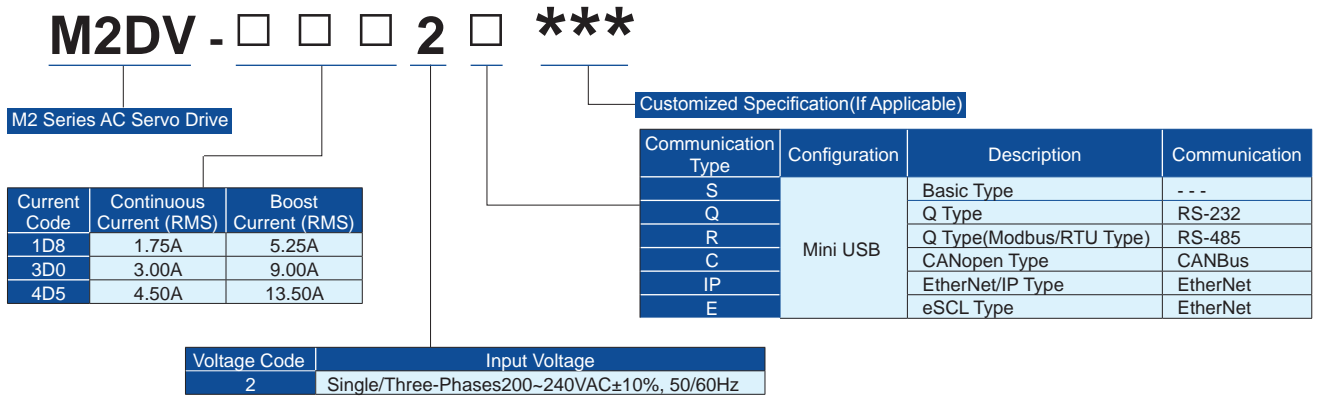 M2DV - □ □ □ 2 □ ***
M2 Series AC Servo Drive
Customized Specification(If Applicable)
Current Code Continuous Current (RMS) Boost Current (RMS)
1D8 1.75A 5.25A
3D0 3.00A 9.00A
4D5 4.50A 13.50A
Communication Type Configuration Description Communication
S Mini USB Basic Type - - -
Q Q Type RS-232
R Q Type(Modbus/RTU Type) RS-485
C CANopen Type CANBus
IP EtherNet/IP Type EtherNet
E eSCL Type EtherNet
Voltage Code Input Voltage
2 Single/Three-Phases200~240VAC±10%, 50/60Hz